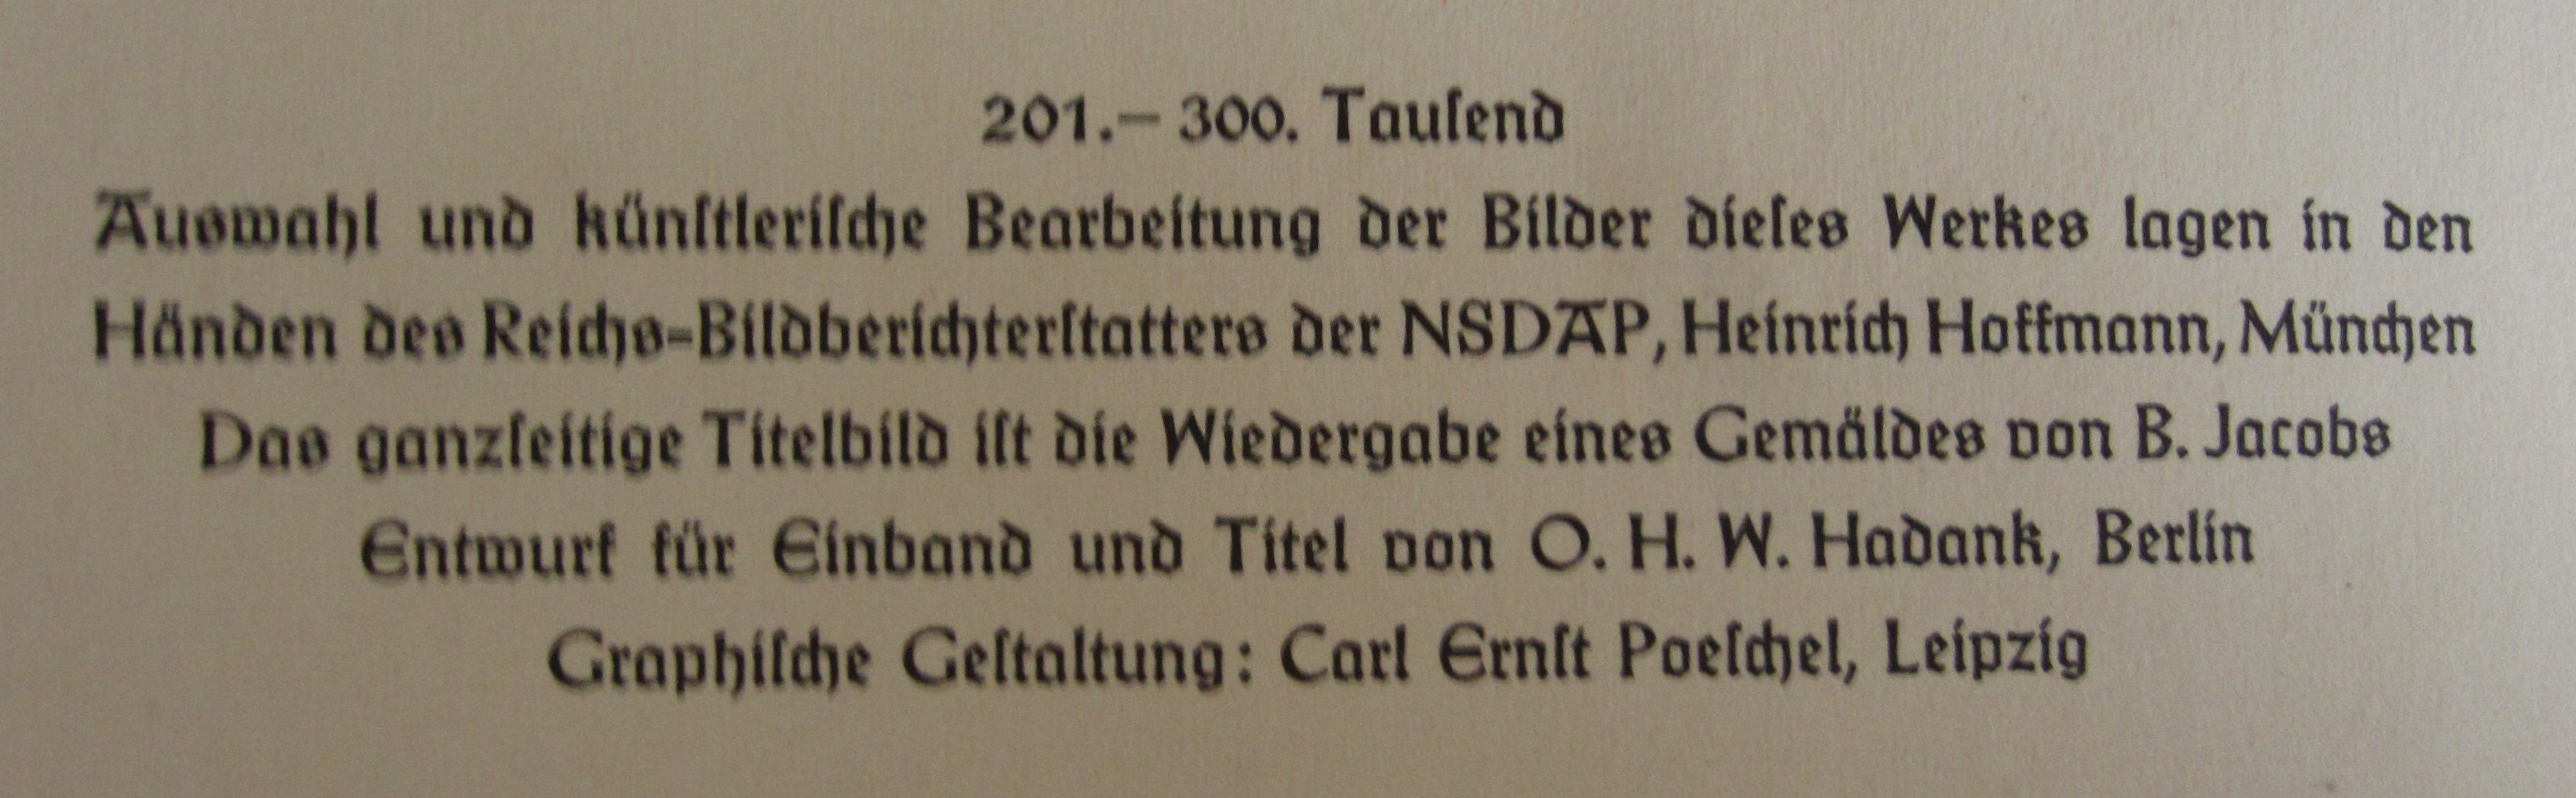 201.– 300. Tauſend
Auswahl und künſtleriſche Bearbeitung der Bilder dieſes Werkes lagen in den
Händen des Reichs-Bildberichterſtatters der NSDAP, Heinrich Hoffmann, München
Das ganzſeitige Titelbild iſt die Wiedergabe eines Gemäldes von B. Jacobs
Entwurf für Einband und Titel von O. H. W. Hadank, Berlin
Graphiſche Geſtaltung: Carl Ernſt Poeſchel, Leipzig